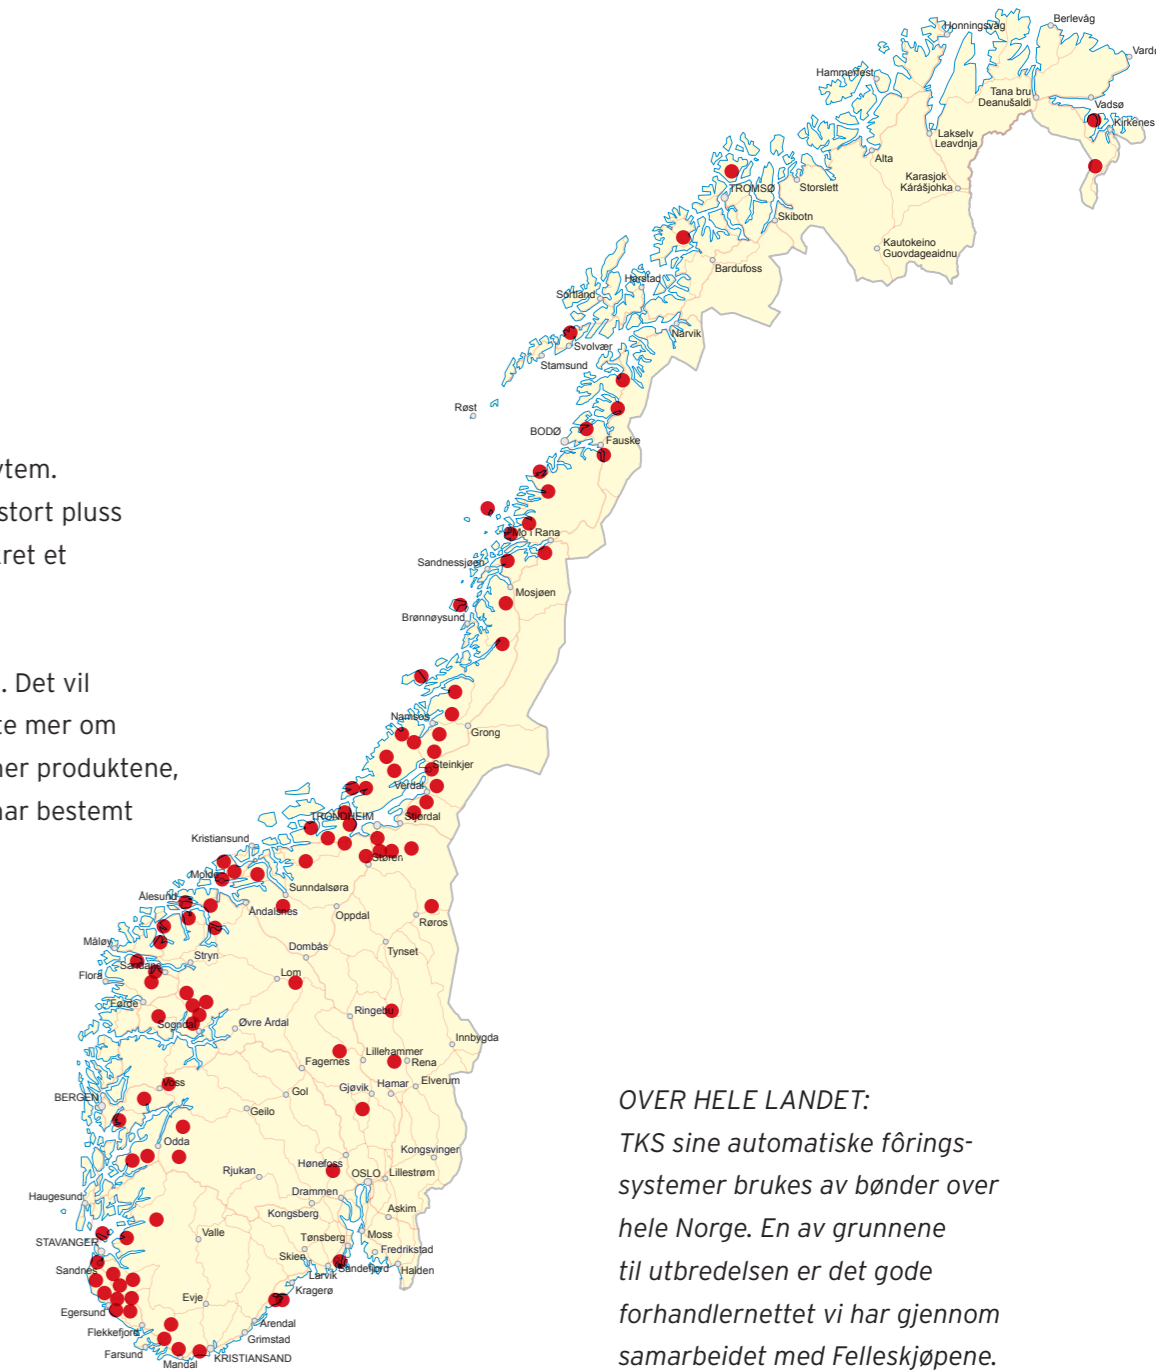 Honningsvåg
Berlevåg
Vardø
Hammerfest
Tana bru
Deanušaldi
Vadsø
Kirkenes
Lakselv
Leavdnja
Alta
Karasjok
Kárášjohka
TROMSØ
Storslett
Skibotn
Kautokeino
Guovdageaidnu
Bardufoss
Harstad
Sortland
Narvik
Svolvær
Stamsund
Røst
BODØ
Fauske
ytem.
stort pluss
ret et
Mo i Rana
Sandnessjøen
Mosjøen
Brønnøysund
. Det vil
te mer om
ner produktene,
har bestemt
Namsos
Grong
Steinkjer
Verdal
TRONDHEIM
Stjørdal
Kristiansund
Støren
Molde
Sunndalsøra
Ålesund
Åndalsnes
Oppdal
Røros
Måløy
Dombås
Tynset
Stryn
Sandane
Flora
Lom
Førde
Ringebu
Sogndal
Øvre Årdal
Innbygda
Lillehammer
Fagernes
Rena
Voss
Gjøvik
Hamar
Elverum
BERGEN
Gol
Geilo
Odda
Kongsvinger
Hønefoss
Rjukan
OSLO
Lillestrøm
Drammen
Haugesund
Kongsberg
Askim
Valle
Tønsberg
Moss
STAVANGER
Skien
Fredrikstad
Sandnes
Larvik
Sandefjord
Halden
Kragerø
Evje
Egersund
Arendal
Flekkefjord
Grimstad
Farsund
KRISTIANSAND
Mandal
OVER HELE LANDET:
TKS sine automatiske fôrings-
systemer brukes av bønder over
hele Norge. En av grunnene
til utbredelsen er det gode
forhandlernettet vi har gjennom
samarbeidet med Felleskjøpene.